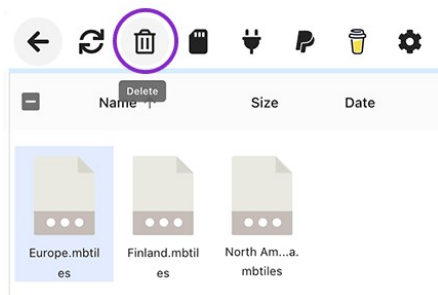 Delete
Name ↑ Size Date
Europe.mbtil
es
Finland.mbtil
es
North Am...a.
mbtiles